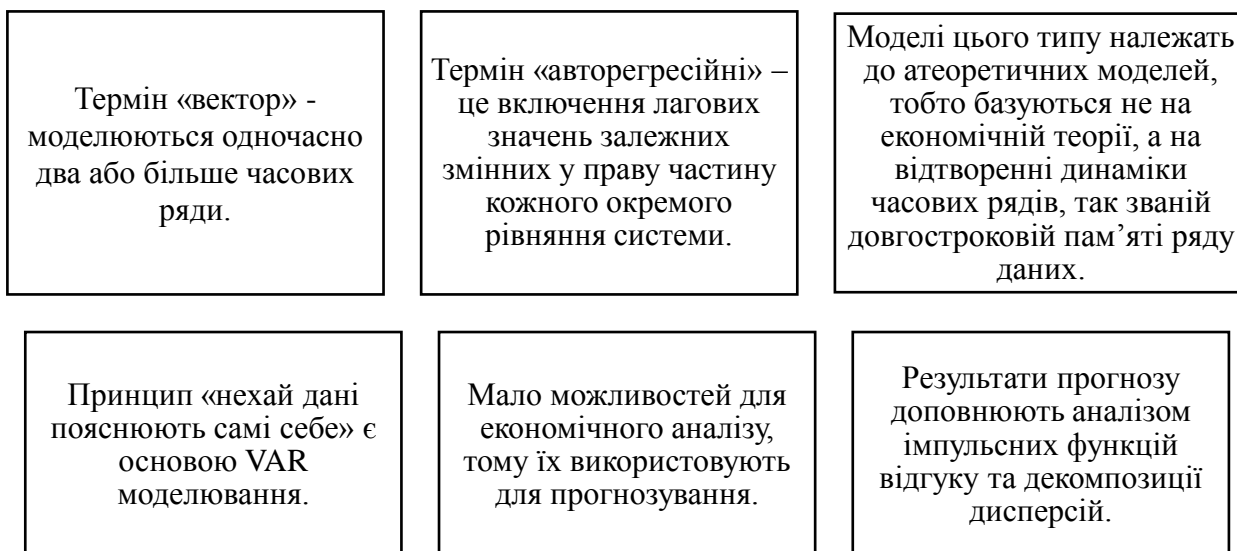 Термін «вектор» -
моделюються одночасно
два або більше часових
ряди.
Термін «авторегресійні» –
це включення лагових
значень залежних
змінних у праву частину
кожного окремого
рівняння системи.
Моделі цього типу належать
до атеоретичних моделей,
тобто базуються не на
економічній теорії, а на
відтворенні динаміки
часових рядів, так званій
довгостроковій пам’яті ряду
даних.
Принцип «нехай дані
пояснюють самі себе» є
основою VAR
моделювання.
Мало можливостей для
економічного аналізу,
тому їх використовують
для прогнозування.
Результати прогнозу
доповнюють аналізом
імпульсних функцій
відгуку та декомпозиції
дисперсій.